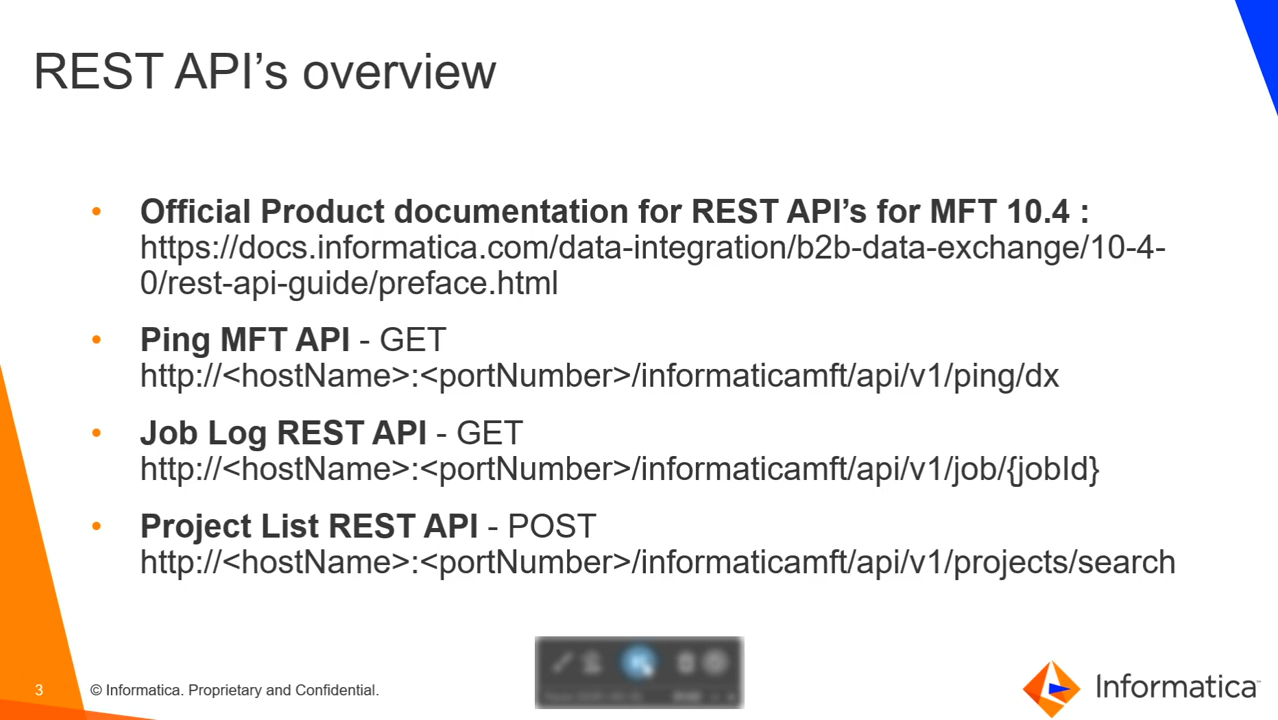 REST API’s overview
• Official Product documentation for REST API’s for MFT 10.4 :
https://docs.informatica.com/data-integration/b2b-data-exchange/10-4-
0/rest-api-guide/preface.html
• Ping MFT API - GET
http://<hostName>:<portNumber>/informaticamft/api/v1/ping/dx
• Job Log REST API - GET
http://<hostName>:<portNumber>/informaticamft/api/v1/job/{jobId}
• Project List REST API - POST
http://<hostName>:<portNumber>/informaticamft/api/v1/projects/search
3
© Informatica. Proprietary and Confidential.
Informatica™